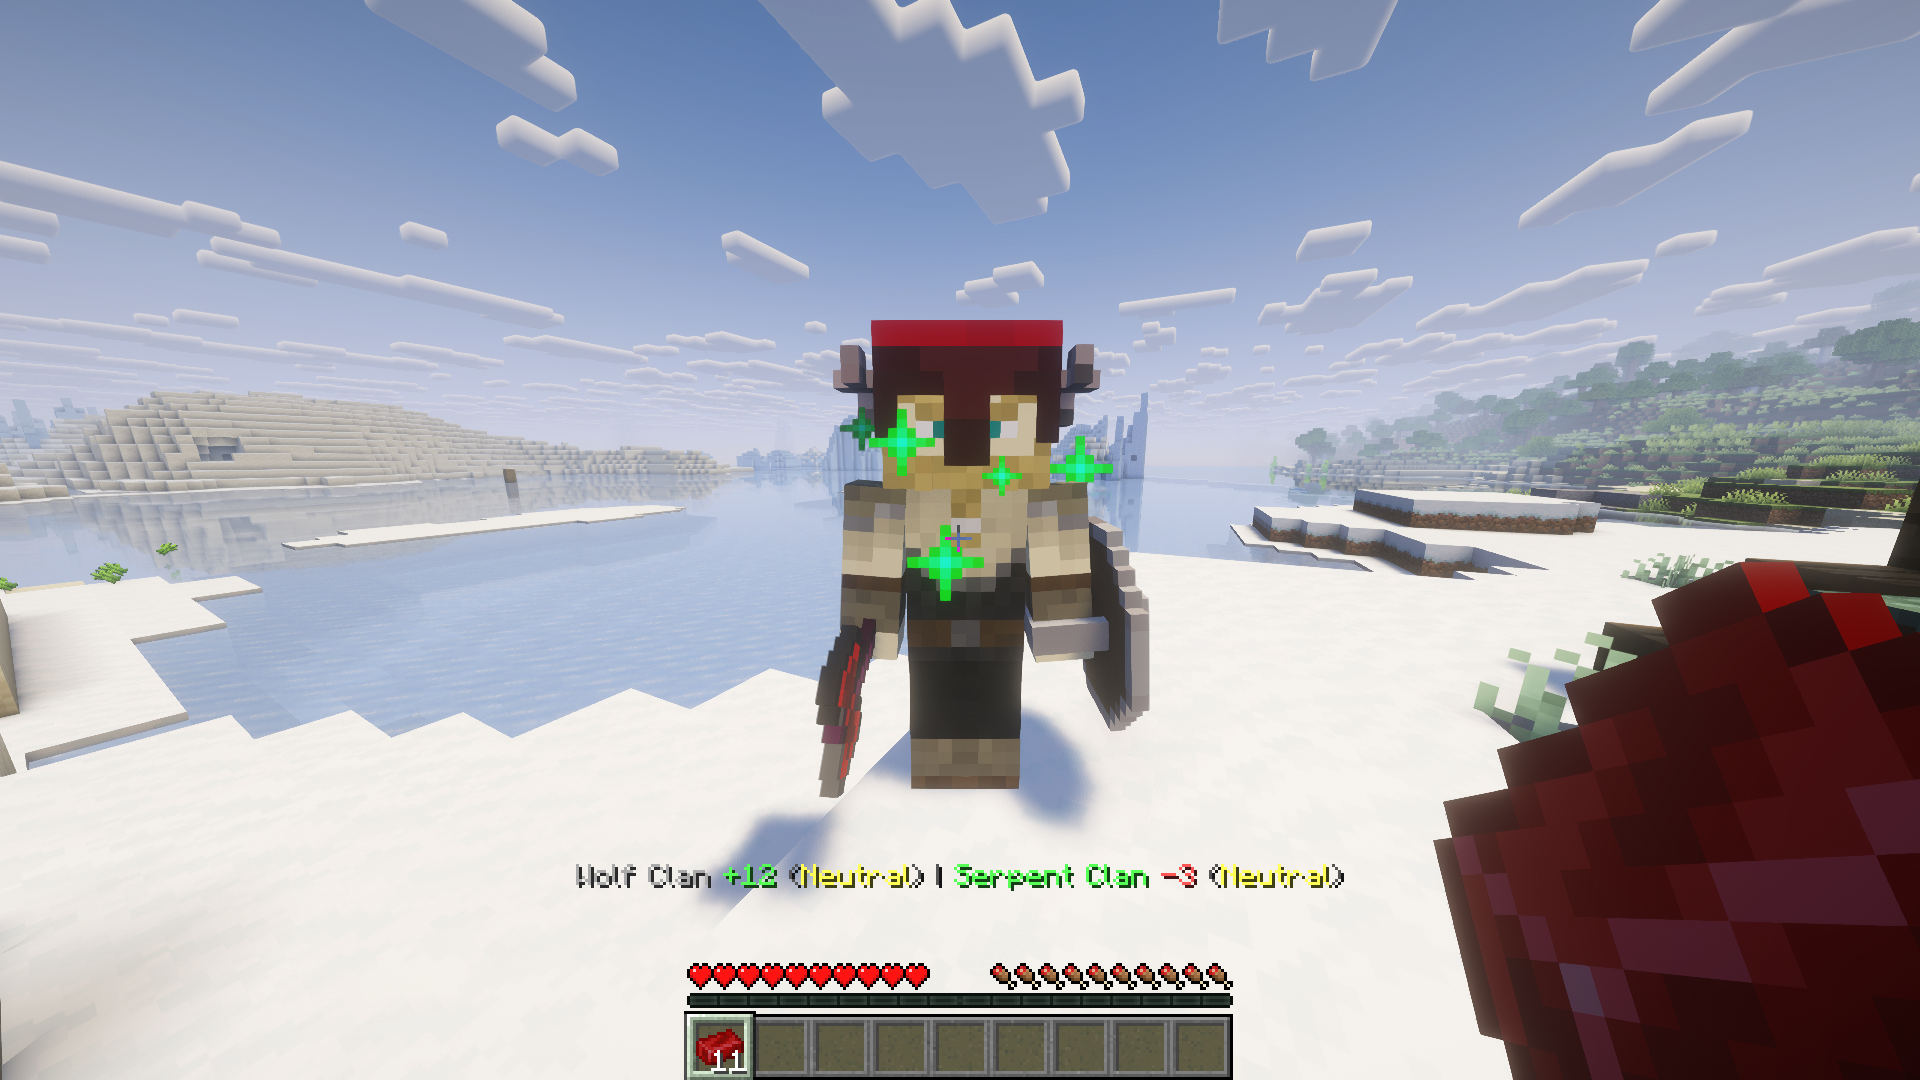 Wolf Clan +12 (Neutral) | Serpent Clan -3 (Neutral)
11